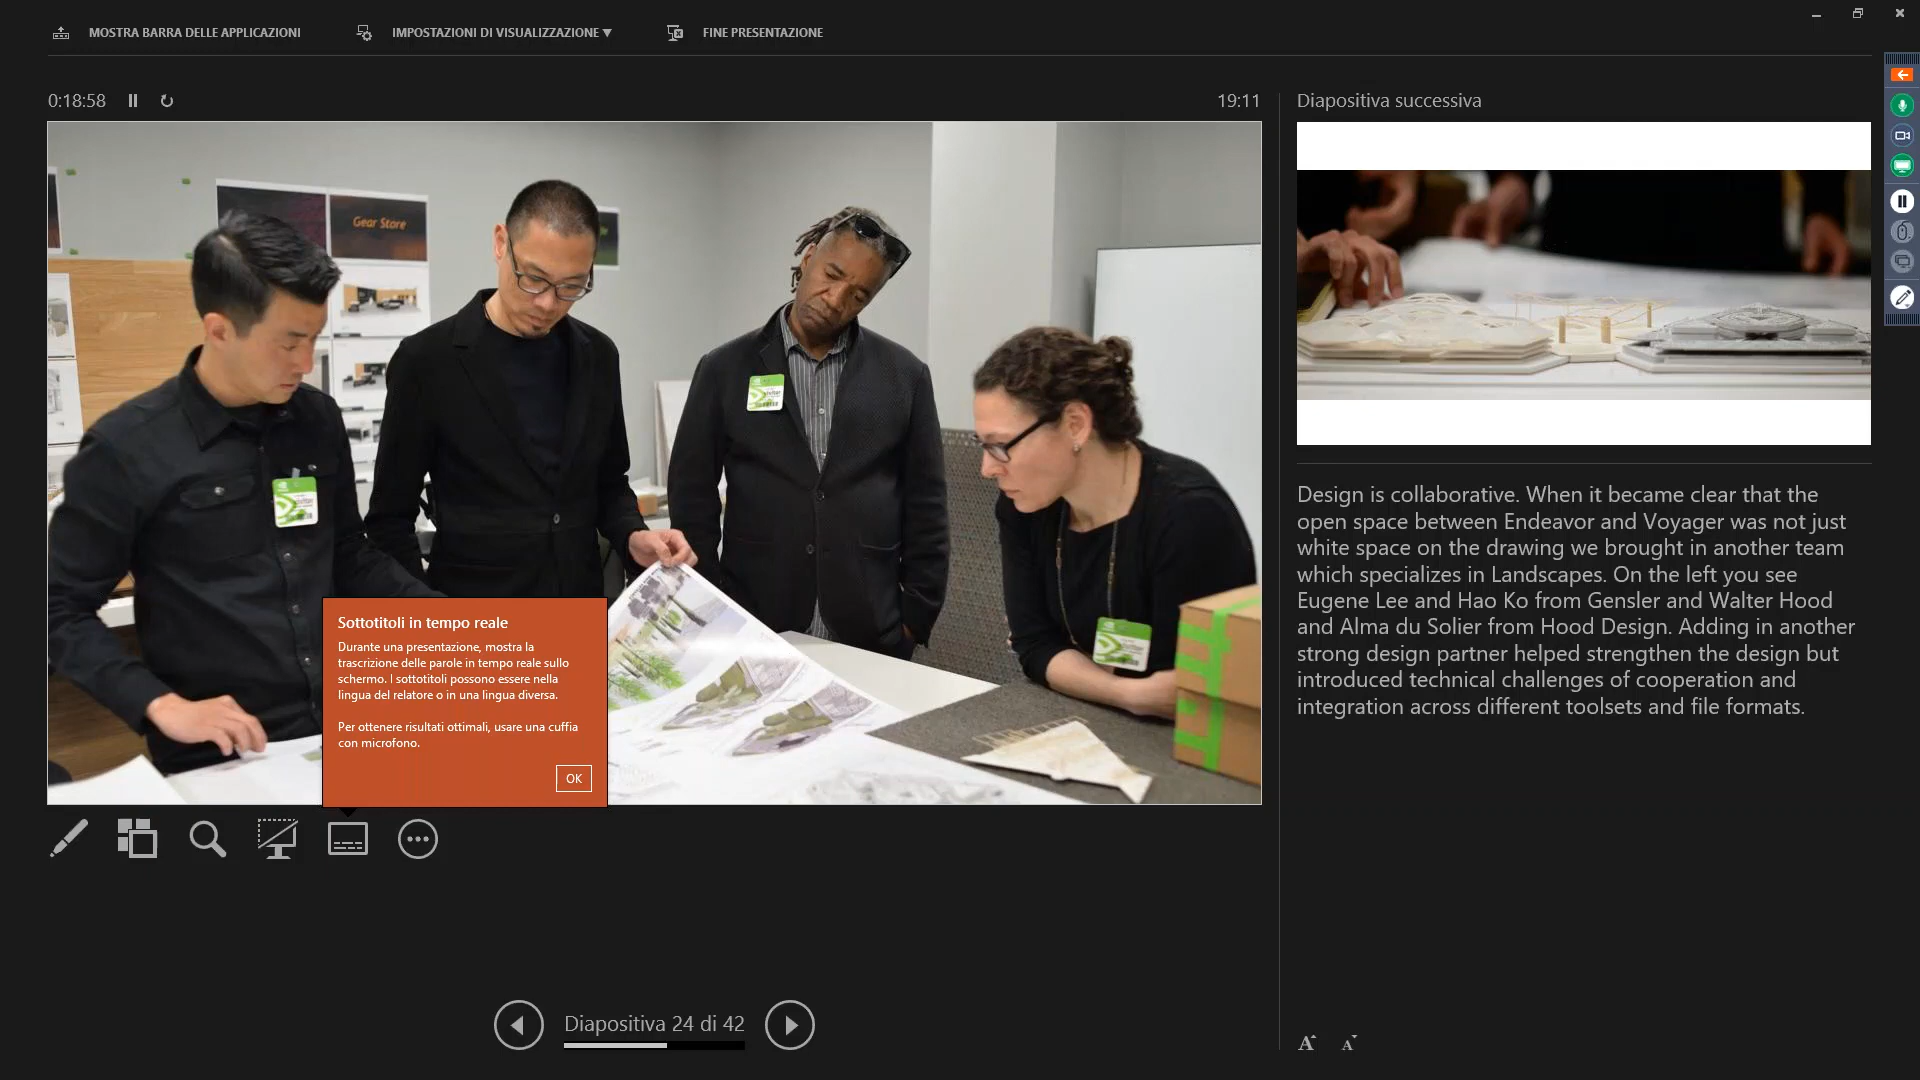 MOSTRA BARRA DELLE APPLICAZIONI
IMPOSTAZIONI DI VISUALIZZAZIONE ▼
FINE PRESENTAZIONE
0:18:58
19:11
Diapositiva successiva
Gear Store
Design is collaborative. When it became clear that the
open space between Endeavor and Voyager was not just
white space on the drawing we brought in another team
which specializes in Landscapes. On the left you see
Eugene Lee and Hao Ko from Gensler and Walter Hood
and Alma du Solier from Hood Design. Adding in another
strong design partner helped strengthen the design but
introduced technical challenges of cooperation and
integration across different toolsets and file formats.
Sottotitoli in tempo reale
Durante una presentazione, mostra la
trascrizione delle parole in tempo reale sullo
schermo. I sottotitoli possono essere nella
lingua del relatore o in una lingua diversa.
Per ottenere risultati ottimali, usare una cuffia
con microfono.
OK
Diapositiva 24 di 42
A A